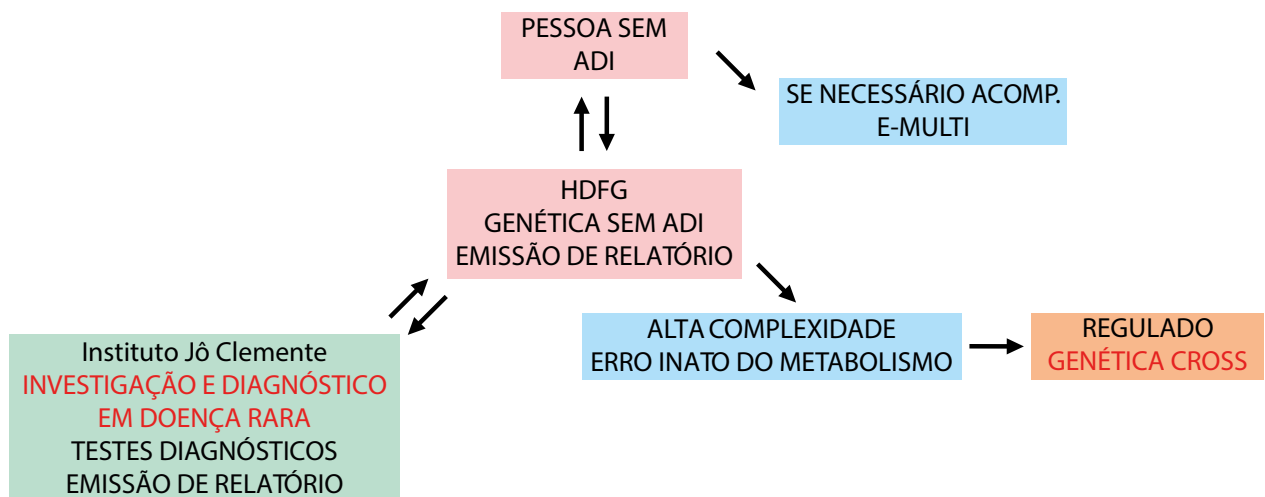 PESSOA SEM
ADI
SE NECESSÁRIO ACOMP.
E-MULTI
HDFG
GENÉTICA SEM ADI
EMISSÃO DE RELATÓRIO
ALTA COMPLEXIDADE
ERRO INATO DO METABOLISMO
REGULADO
GENÉTICA CROSS
Instituto Jô Clemente
INVESTIGAÇÃO E DIAGNÓSTICO
EM DOENÇA RARA
TESTES DIAGNÓSTICOS
EMISSÃO DE RELATÓRIO